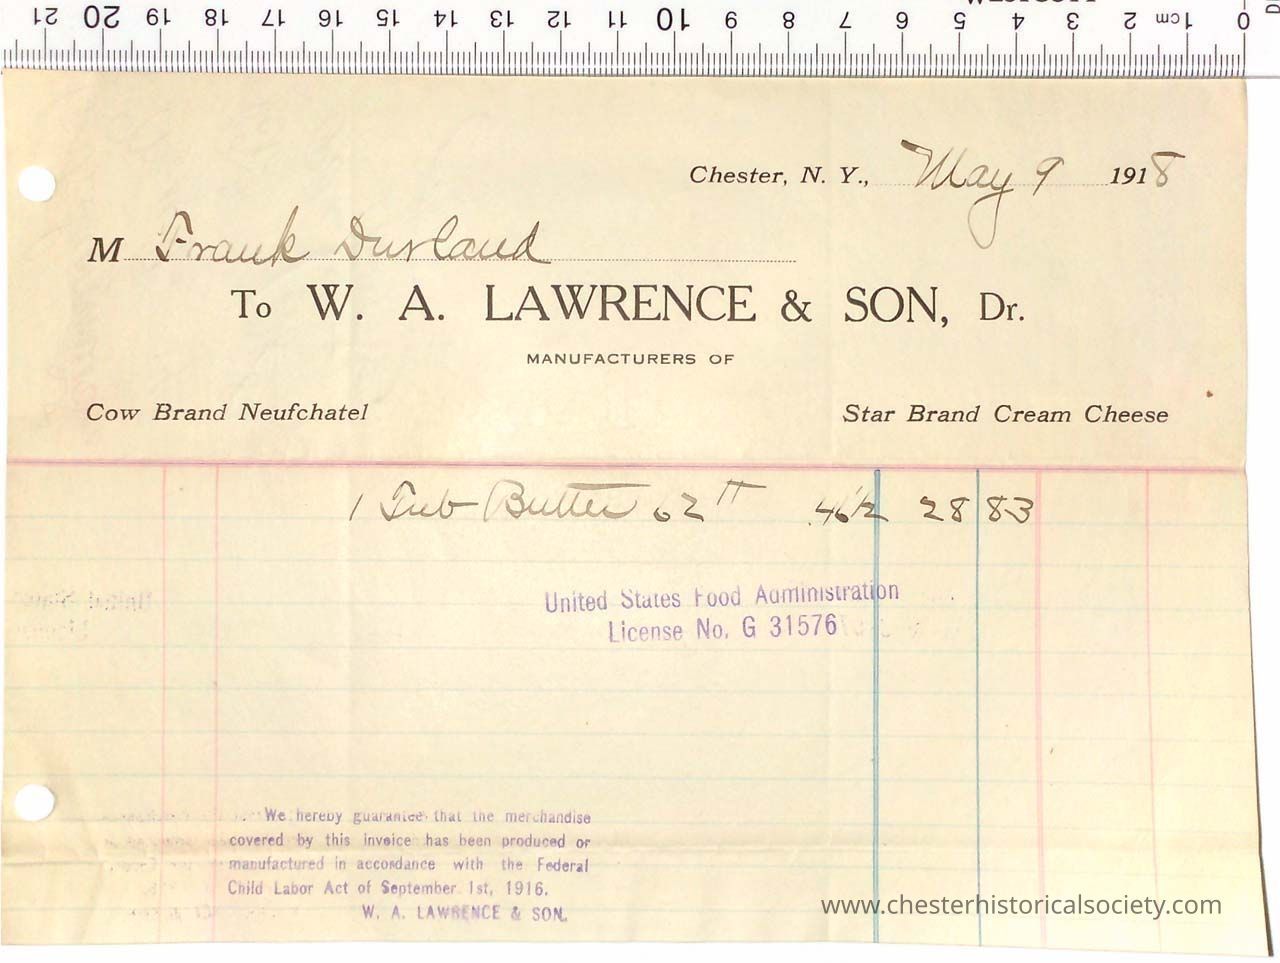 21 20 19 18 17 16 15 14 13 12 11 10 9 8 7 6 5 4 3 2 1cm 0
Chester, N. Y., May 9 1918
M Frank Durland
To W. A. LAWRENCE & SON, Dr.
MANUFACTURERS OF
Cow Brand Neufchatel Star Brand Cream Cheese
1 Tub Butter 62 46½ 28 83
United States Food Administration
License No. G 31576
We hereby guarantee that the merchandise
covered by this invoice has been produced or
manufactured in accordance with the Federal
Child Labor Act of September 1st, 1916.
W. A. LAWRENCE & SON.
www.chesterhistoricalsociety.com